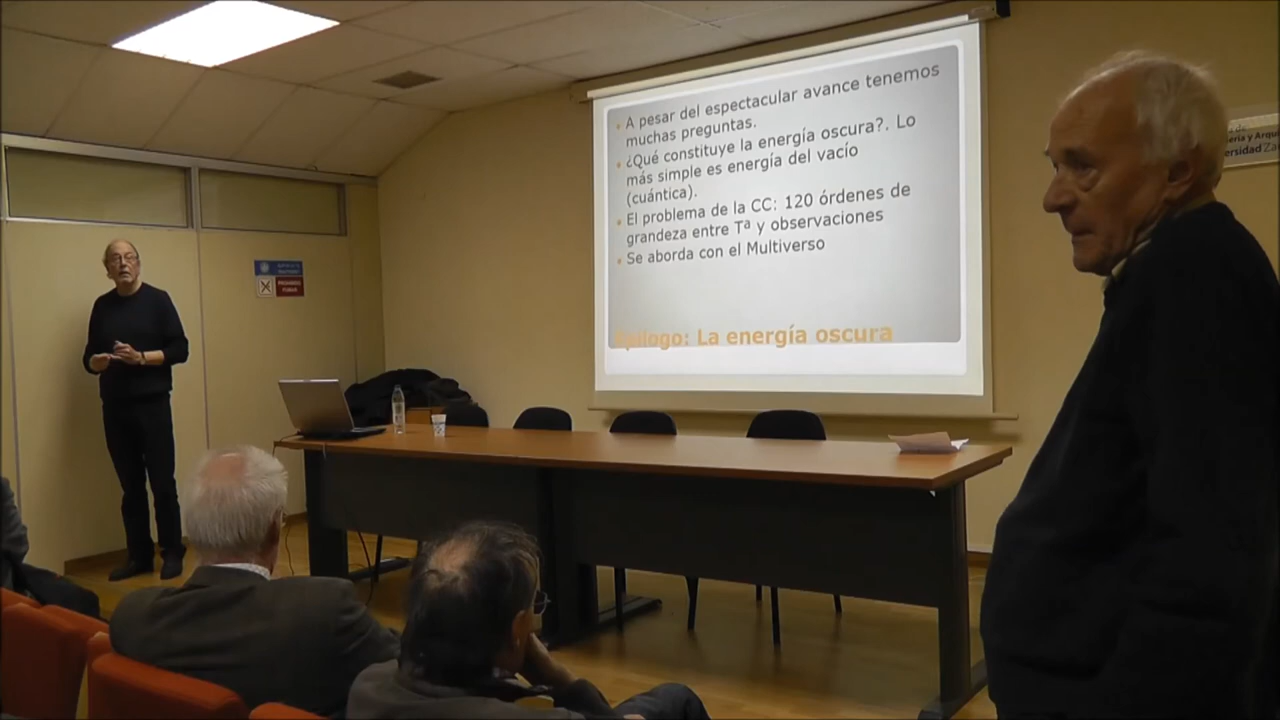 A pesar del espectacular avance tenemos
muchas preguntas.
¿Qué constituye la energía oscura?. Lo
más simple es energía del vacío
(cuántica).
El problema de la CC: 120 órdenes de
grandeza entre Tª y observaciones
Se aborda con el Multiverso
Epílogo: La energía oscura